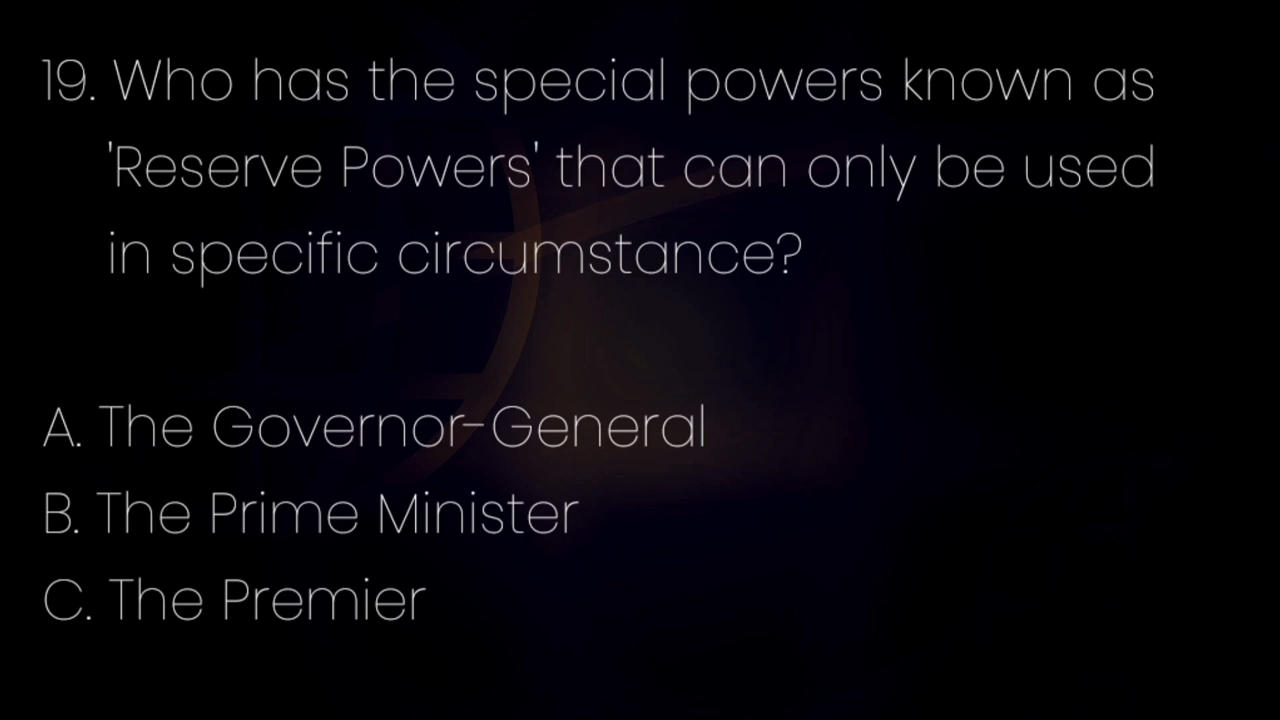 19. Who has the special powers known as
'Reserve Powers' that can only be used
in specific circumstance?
A. The Governor-General
B. The Prime Minister
C. The Premier